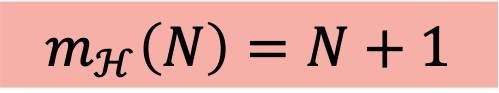 m_ℋ(N) = N + 1